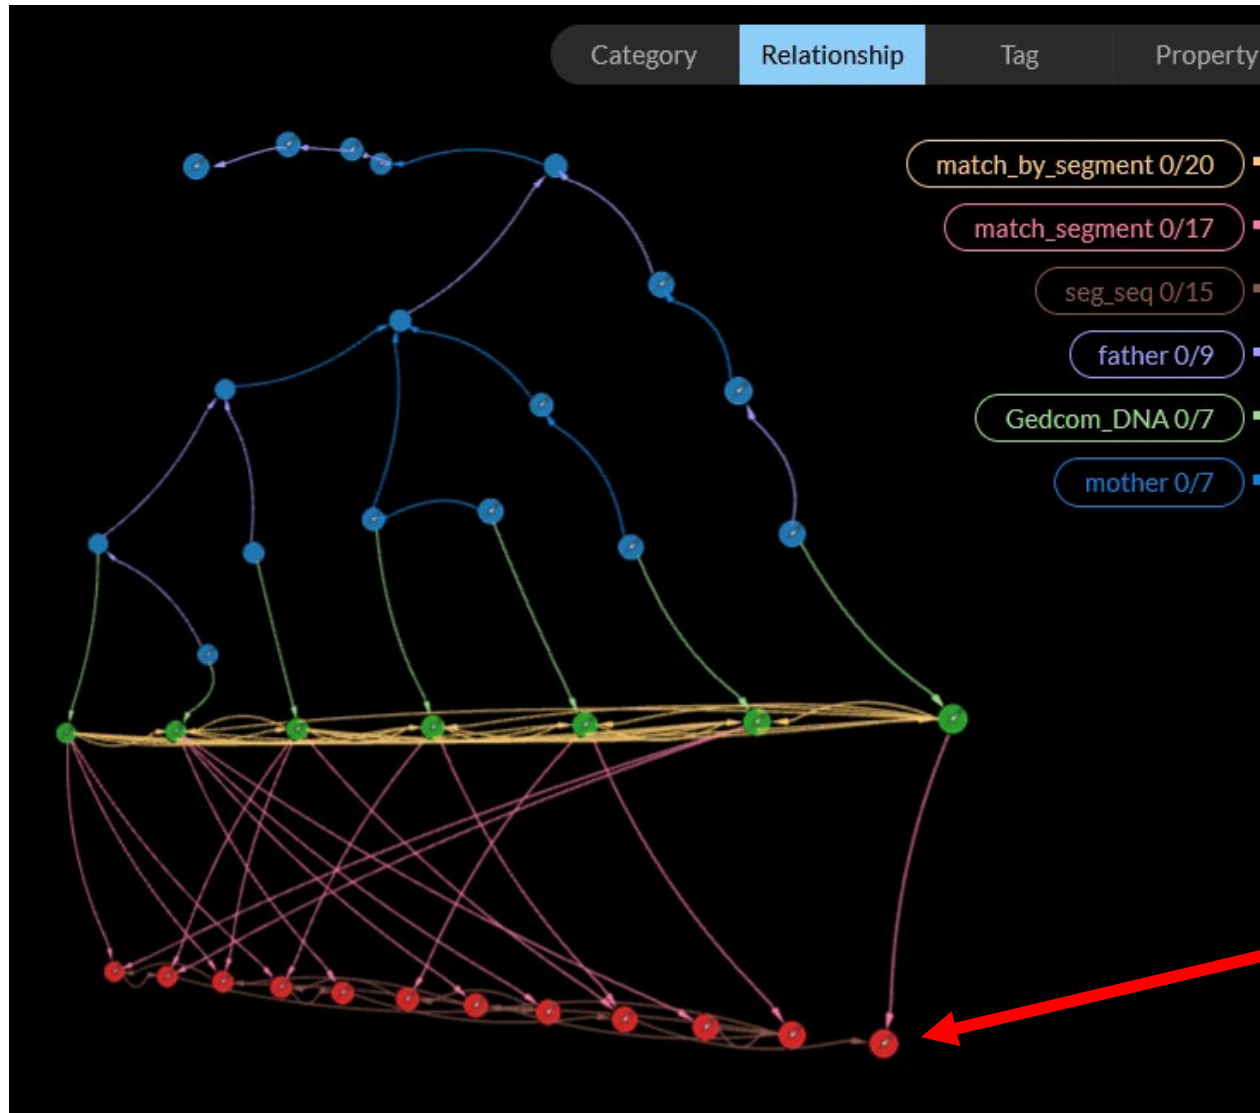 Category Relationship Tag Property
match_by_segment 0/20
match_segment 0/17
seg_seq 0/15
father 0/9
Gedcom_DNA 0/7
mother 0/7